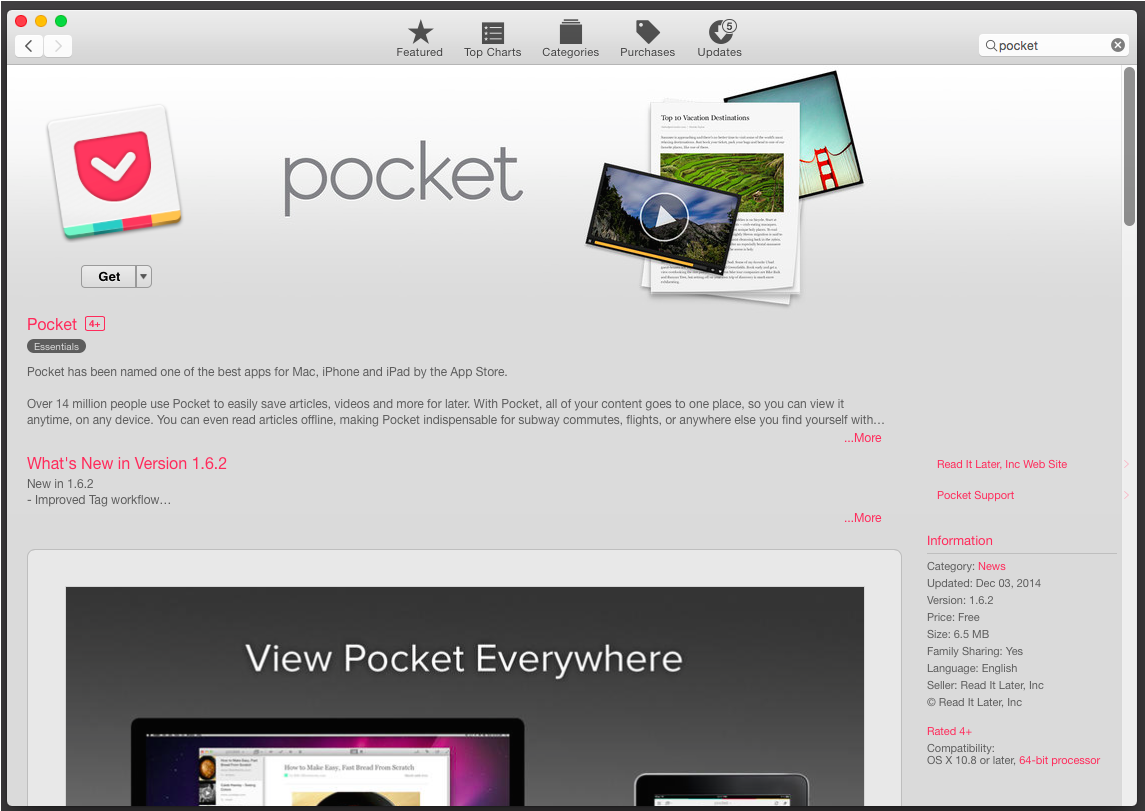 Featured
Top Charts
Categories
Purchases
5
Updates
pocket
pocket
Top 10 Vacation Destinations
Get
Pocket 4+
Essentials
Pocket has been named one of the best apps for Mac, iPhone and iPad by the App Store.
Over 14 million people use Pocket to easily save articles, videos and more for later. With Pocket, all of your content goes to one place, so you can view it
anytime, on any device. You can even read articles offline, making Pocket indispensable for subway commutes, flights, or anywhere else you find yourself with…
...More
What's New in Version 1.6.2
New in 1.6.2
- Improved Tag workflow…
...More
Read It Later, Inc Web Site
Pocket Support
Information
Category: News
Updated: Dec 03, 2014
Version: 1.6.2
Price: Free
Size: 6.5 MB
Family Sharing: Yes
Language: English
Seller: Read It Later, Inc
© Read It Later, Inc
Rated 4+
Compatibility:
OS X 10.8 or later, 64-bit processor
View Pocket Everywhere
How to Make Easy, Fast Bread From Scratch